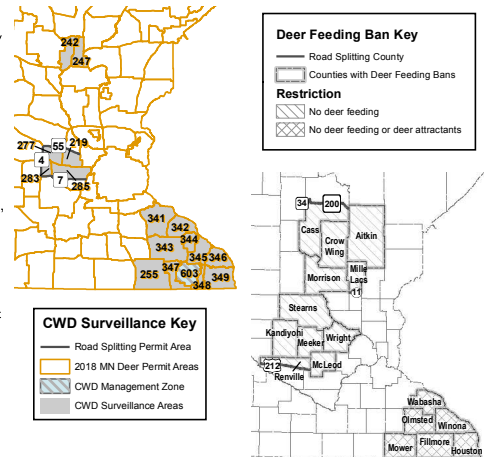 242
247
277
55
219
4
283
7
285
341
342
344
343
345
346
255
347
603
349
348
CWD Surveillance Key
Road Splitting Permit Area
2018 MN Deer Permit Areas
CWD Management Zone
CWD Surveillance Areas
Deer Feeding Ban Key
Road Splitting County
Counties with Deer Feeding Bans
Restriction
No deer feeding
No deer feeding or deer attractants
34
200
Cass
Aitkin
Crow
Wing
Mille
Lacs
Morrison
11
Stearns
Kandiyohi
Meeker
Wright
212
McLeod
Renville
Wabasha
Olmsted
Winona
Mower
Fillmore
Houston